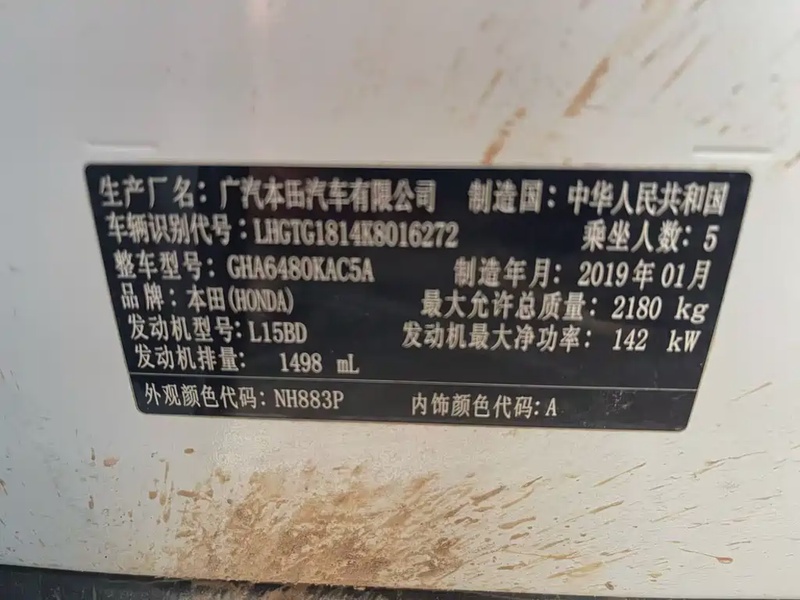 生产厂名：广汽本田汽车有限公司 制造国：中华人民共和国
车辆识别代号：LHGTG1814K8016272 乘坐人数：5
整车型号：GHA6480KAC5A 制造年月：2019年01月
品牌：本田(HONDA) 最大允许总质量：2180 kg
发动机型号：L15BD 发动机最大净功率：142 kW
发动机排量： 1498 mL
外观颜色代码：NH883P 内饰颜色代码：A